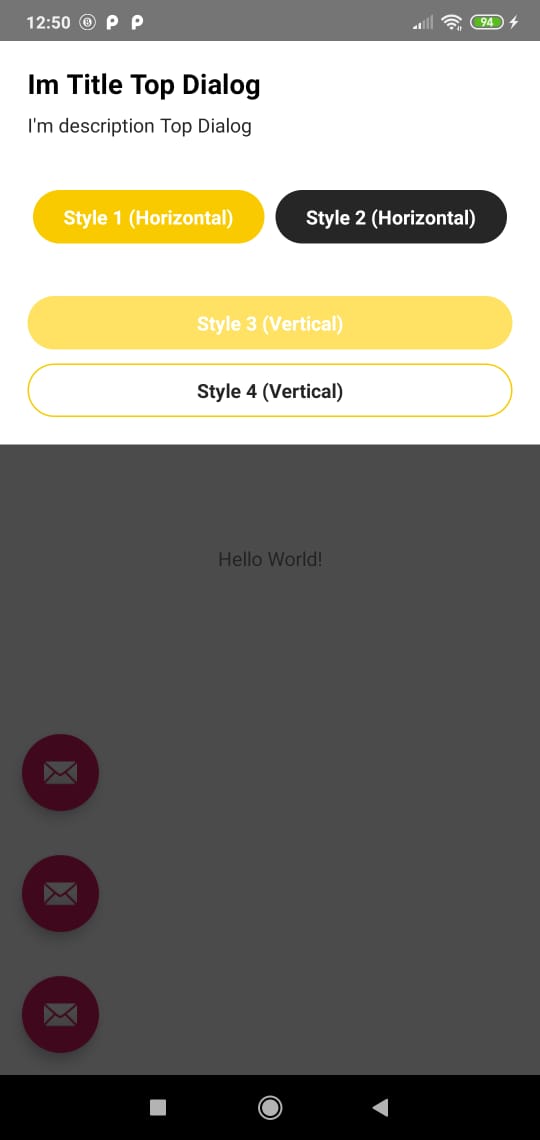 12:50 94
Im Title Top Dialog
I'm description Top Dialog
Style 1 (Horizontal) Style 2 (Horizontal)
Style 3 (Vertical)
Style 4 (Vertical)
Hello World!